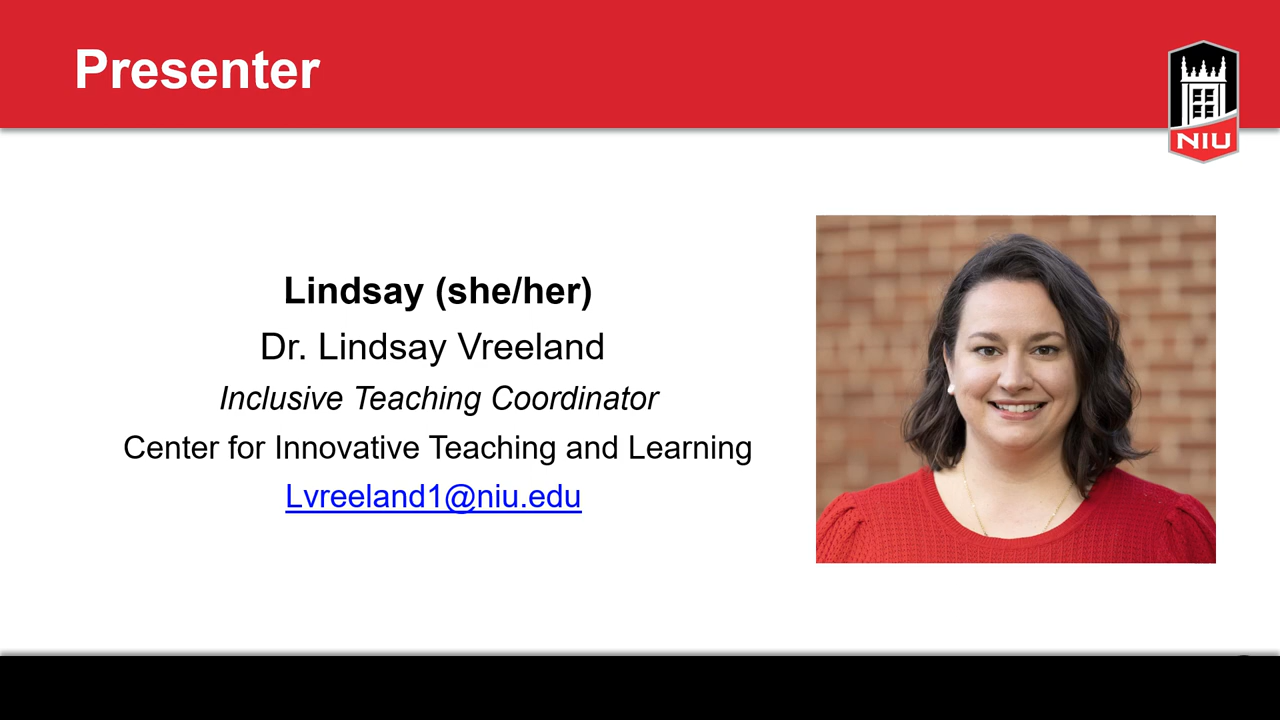 Presenter
NIU
Lindsay (she/her)
Dr. Lindsay Vreeland
Inclusive Teaching Coordinator
Center for Innovative Teaching and Learning
Lvreeland1@niu.edu